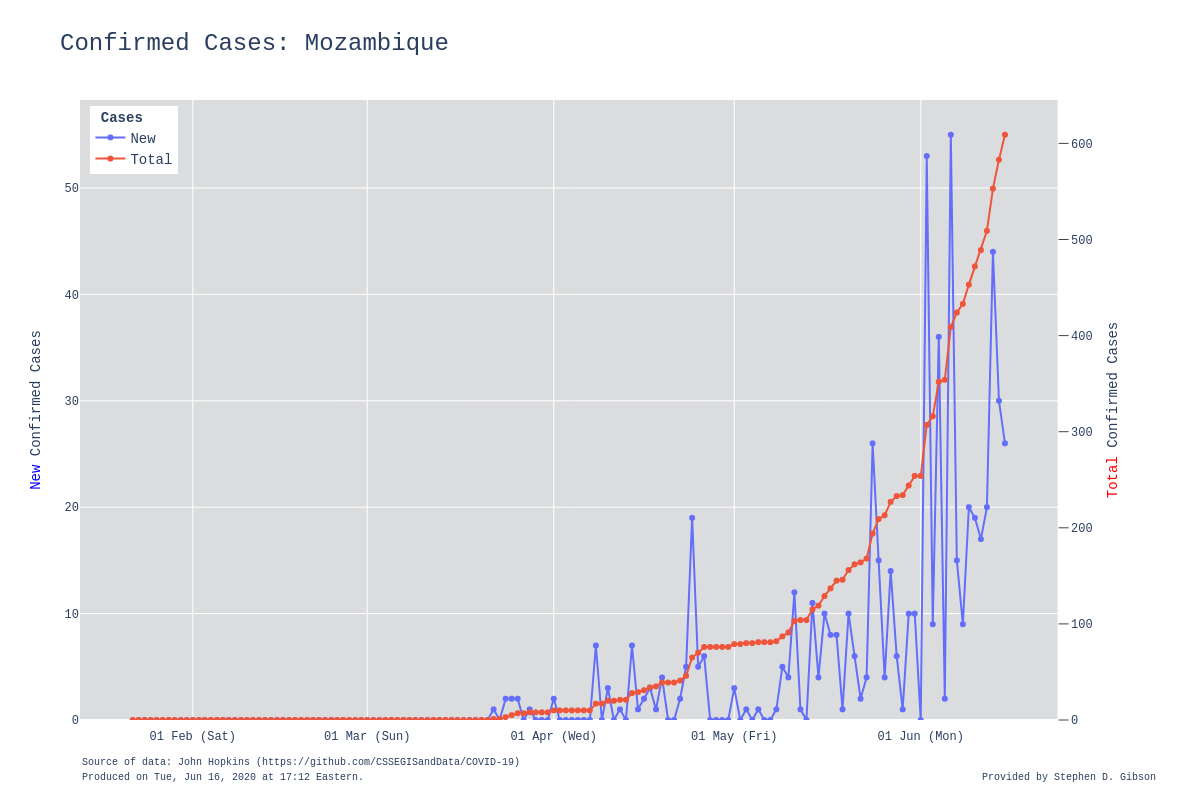 Confirmed Cases: Mozambique
Cases
New
Total
50
40
30
20
10
0
600
500
400
300
200
100
0
New Confirmed Cases
Total Confirmed Cases
01 Feb (Sat)
01 Mar (Sun)
01 Apr (Wed)
01 May (Fri)
01 Jun (Mon)
Source of data: John Hopkins (https://github.com/CSSEGISandData/COVID-19)
Produced on Tue, Jun 16, 2020 at 17:12 Eastern.
Provided by Stephen D. Gibson